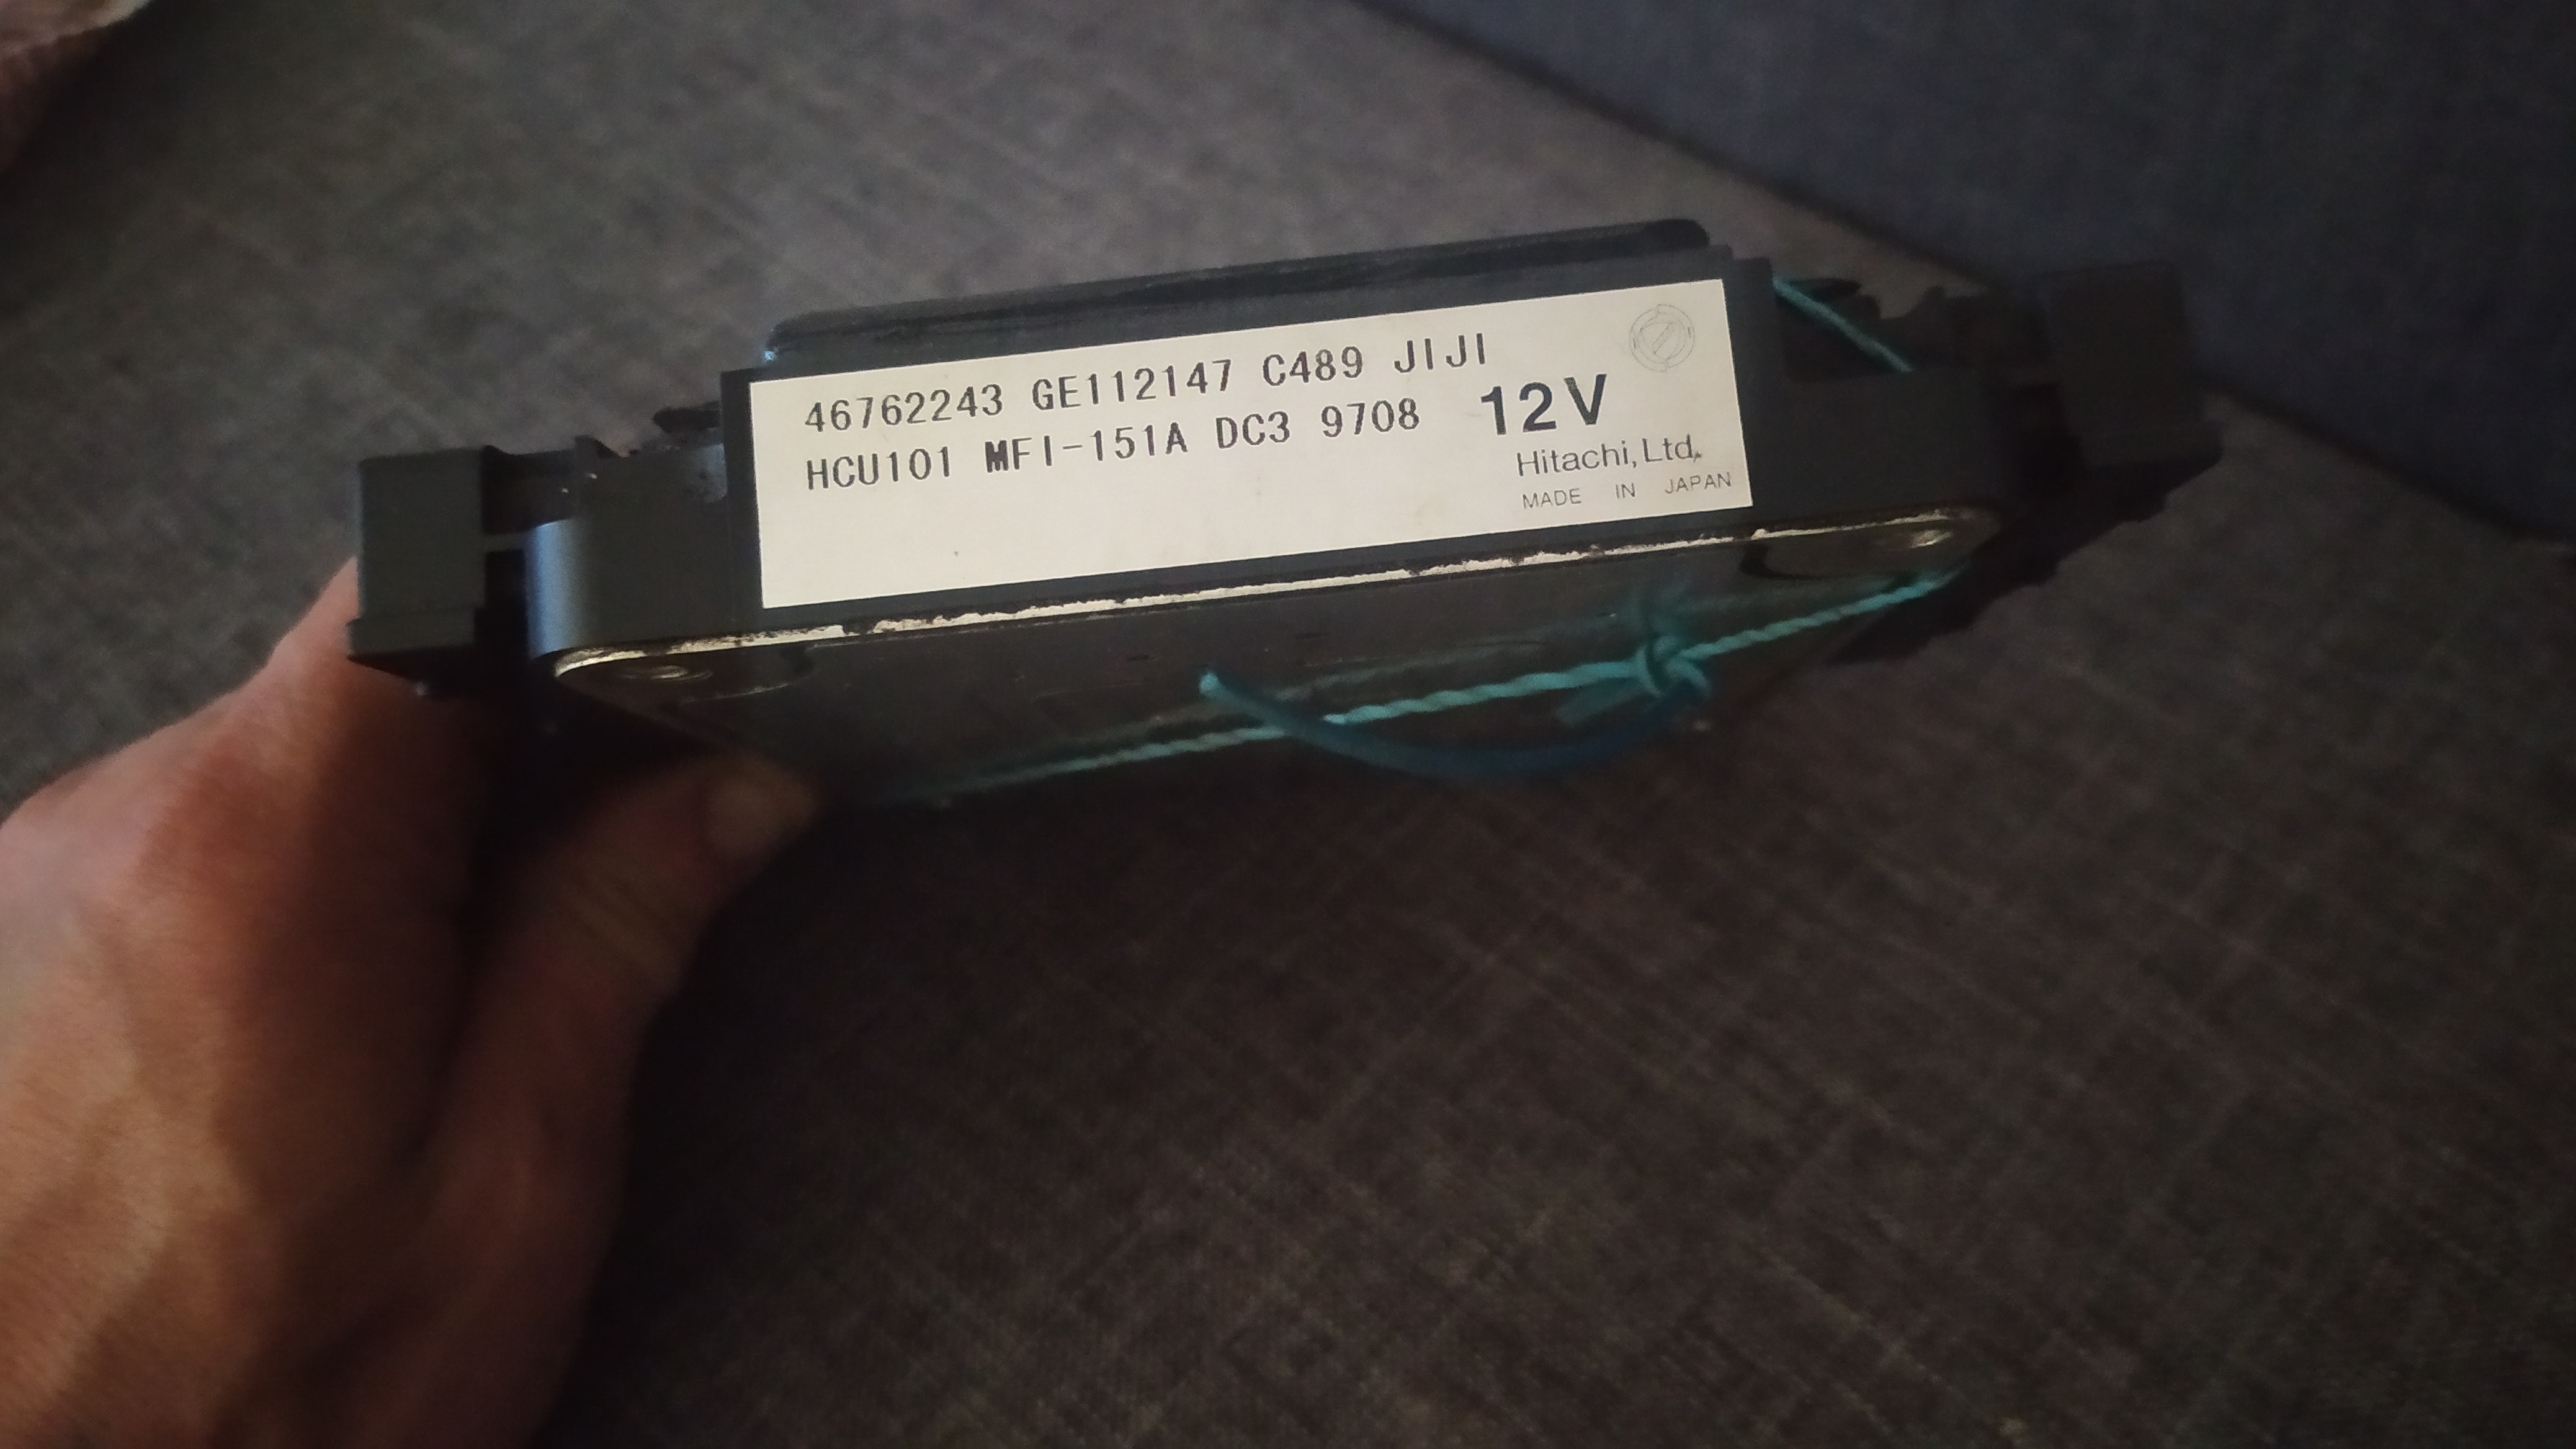 46762243 GE112147 C489 JIJI
HCU101 MFI-151A DC3 9708 12V
Hitachi, Ltd.
MADE IN JAPAN